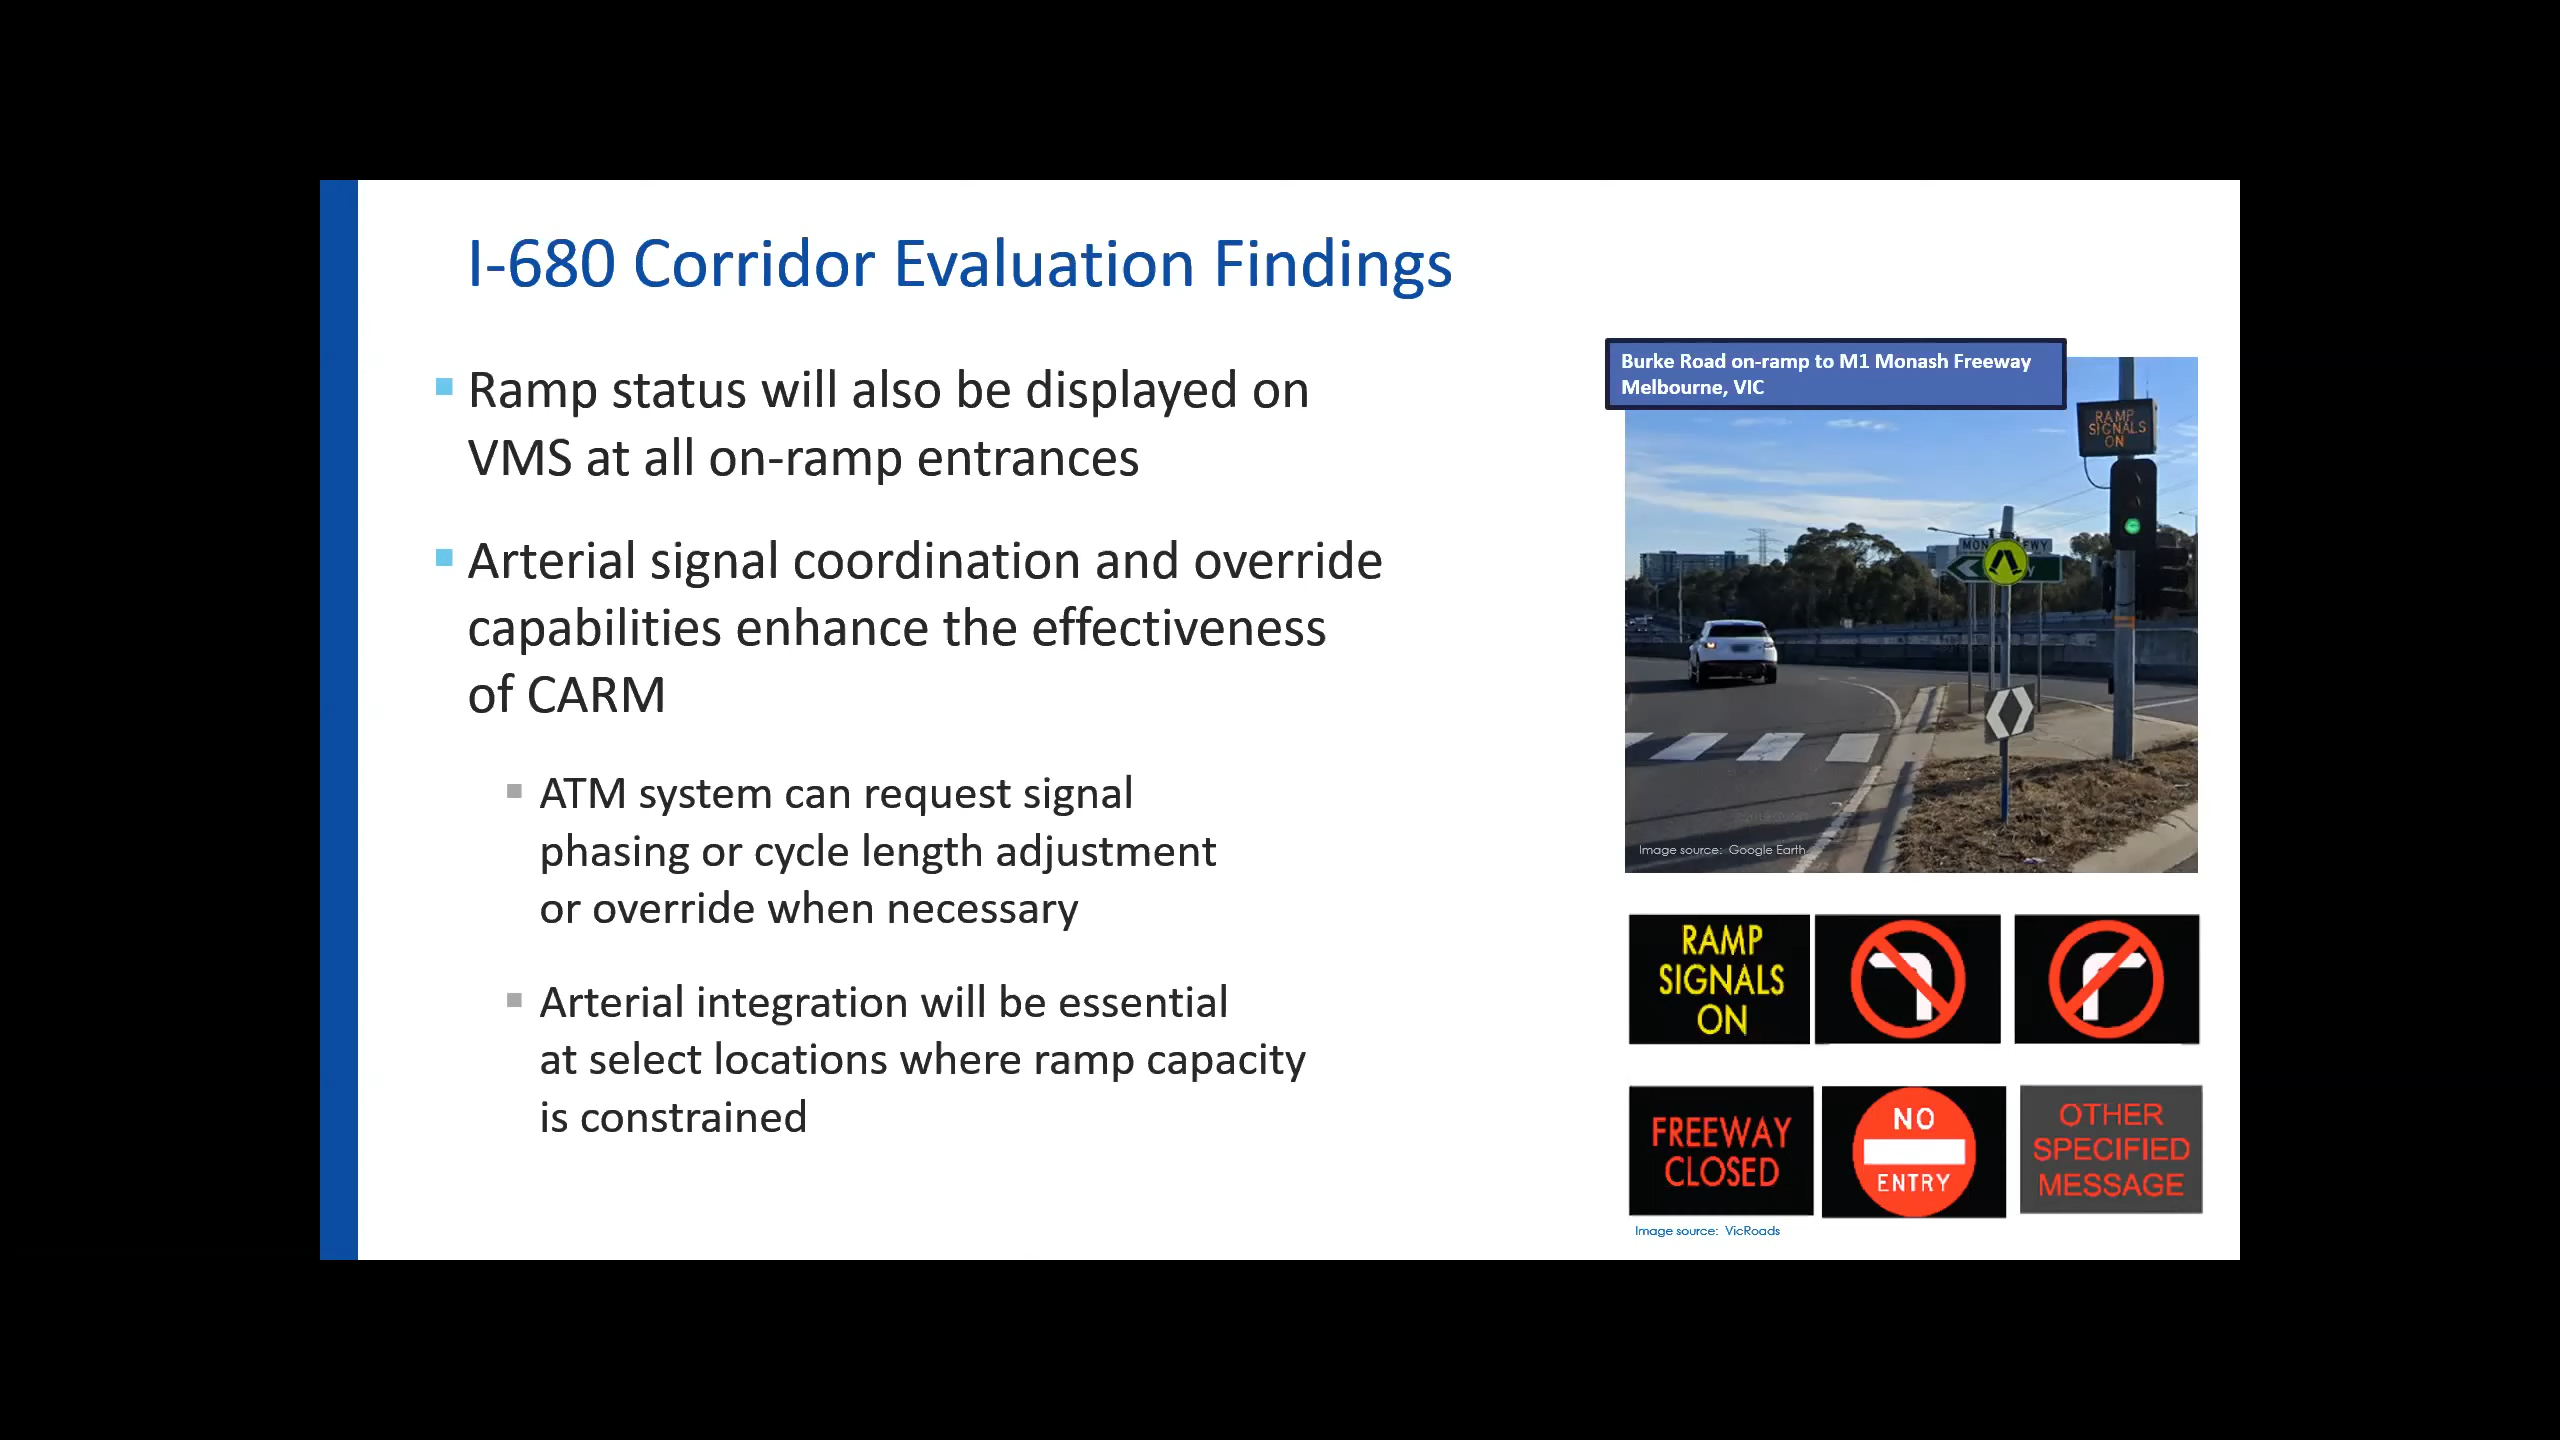 I-680 Corridor Evaluation Findings
Ramp status will also be displayed on
VMS at all on-ramp entrances
Arterial signal coordination and override
capabilities enhance the effectiveness
of CARM
ATM system can request signal
phasing or cycle length adjustment
or override when necessary
Arterial integration will be essential
at select locations where ramp capacity
is constrained
Burke Road on-ramp to M1 Monash Freeway
Melbourne, VIC
RAMP
SIGNALS
ON
Image source: Google Earth
RAMP
SIGNALS
ON
FREEWAY
CLOSED
NO
ENTRY
OTHER
SPECIFIED
MESSAGE
Image source: VicRoads